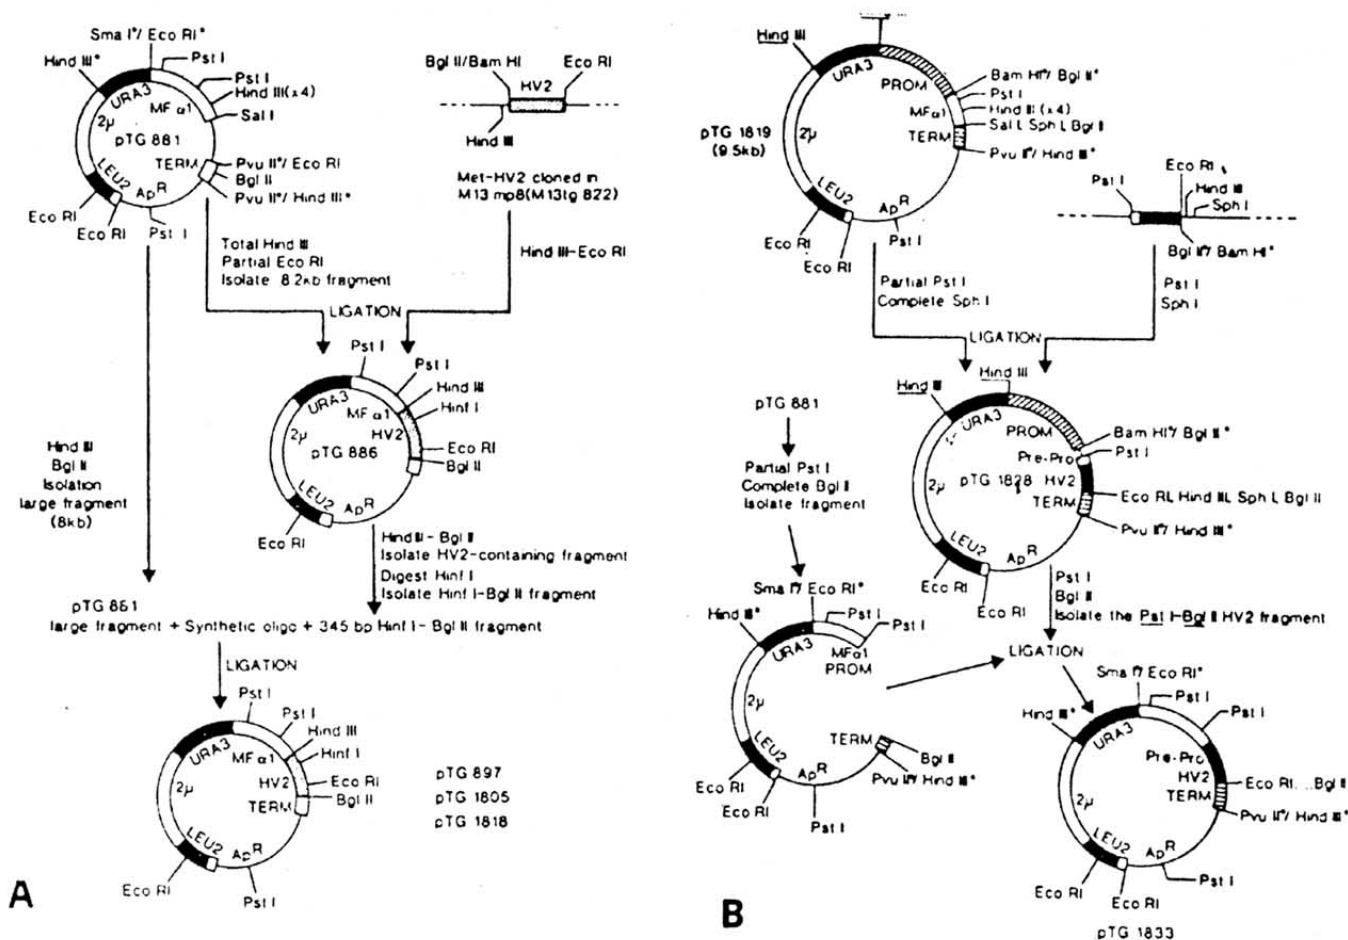 Sma I*/ Eco RI*
Hind III*
Pst I
Pst I
Hind III (x4)
Sal I
URA3
MF α1
2µ
pTG 881
TERM
Pvu II*/ Eco RI
Bgl II
Pvu II*/ Hind III*
LEU2
Ap R
Eco RI
Eco RI
Pst I
Bgl II/Bam HI
Eco RI
HV2
Hind III
Met-HV2 cloned in
M13 mp8(M13tg 822)
Total Hind III
Partial Eco RI
Isolate 8.2kb fragment
Hind III-Eco RI
LIGATION
Pst I
Pst I
Hind III
Hinf I
URA3
MF α1
HV2
2µ
pTG 886
Eco RI
Bgl II
LEU2
Ap R
Eco RI
Hind III
Bgl II
Isolation
large fragment
(8kb)
Hind III - Bgl II
Isolate HV2-containing fragment
Digest Hinf I
Isolate Hinf I-Bgl II fragment
pTG 881
large fragment + Synthetic oligo + 345 bp Hinf I - Bgl II fragment
LIGATION
Pst I
Pst I
Hind III
Hinf I
URA3
MF α1
HV2
2µ
Eco RI
Bgl II
TERM
LEU2
Ap R
Eco RI
Pst I
pTG 897
pTG 1805
pTG 1818
A
Hind III
URA3
PROM
Bam HI*/ Bgl II*
Pst I
MFα1
Hind III (x4)
Sal I, Sph I, Bgl II
TERM
Pvu II*/ Hind III*
pTG 1819
(9.5kb)
2µ
LEU2
Ap R
Eco RI
Eco RI
Pst I
Pst I
Eco RI
Hind III
Sph I
Bgl II*/ Bam HI*
Partial Pst I
Complete Sph I
Pst I
Sph I
LIGATION
Hind III
Hind III
URA3
PROM
Bam HI*/ Bgl II*
Pre-Pro
Pst I
2µ
pTG 1828
HV2
TERM
Eco RI, Hind III, Sph I, Bgl II
Pvu II*/ Hind III*
LEU2
Ap R
Eco RI
Eco RI
pTG 881
Partial Pst I
Complete Bgl II
Isolate fragment
Pst I
Bgl II
Isolate the Pst I-Bgl II HV2 fragment
LIGATION
Sma I*/ Eco RI*
Hind III*
Pst I
Pst I
URA3
MFα1
PROM
2µ
TERM
Bgl II
Pvu II*/ Hind III*
LEU2
Ap R
Eco RI
Eco RI
Pst I
Sma I*/ Eco RI*
Hind III*
Pst I
Pst I
URA3
Pre-Pro
HV2
2µ
TERM
Eco RI...Bgl II
Pvu II*/ Hind III*
LEU2
Ap R
Eco RI
Eco RI
Pst I
pTG 1833
B